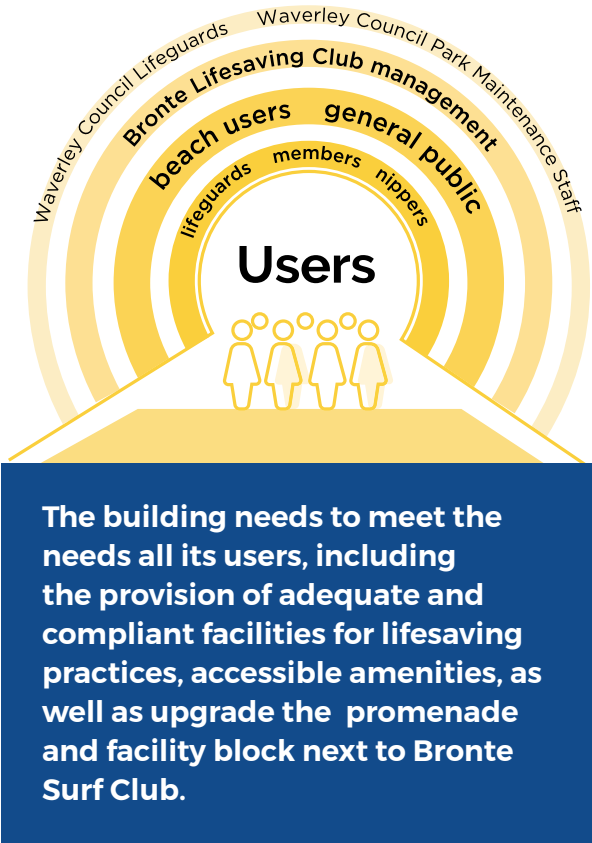 Waverley Council Lifeguards
Waverley Council Park Maintenance Staff
Bronte Lifesaving Club management
beach users
general public
lifeguards
members
nippers
Users
The building needs to meet the
needs all its users, including
the provision of adequate and
compliant facilities for lifesaving
practices, accessible amenities, as
well as upgrade the  promenade
and facility block next to Bronte
Surf Club.